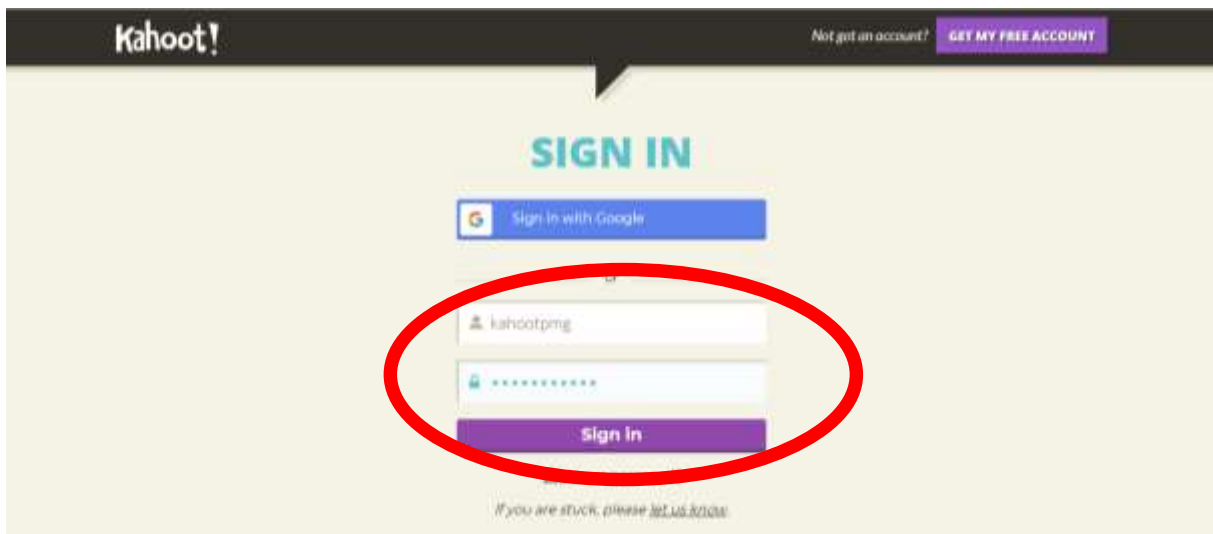 Kahoot!
Not got an account? GET MY FREE ACCOUNT
SIGN IN
G Sign in with Google
kahootpmg
•••••••••••
Sign in
If you are stuck, please let us know.